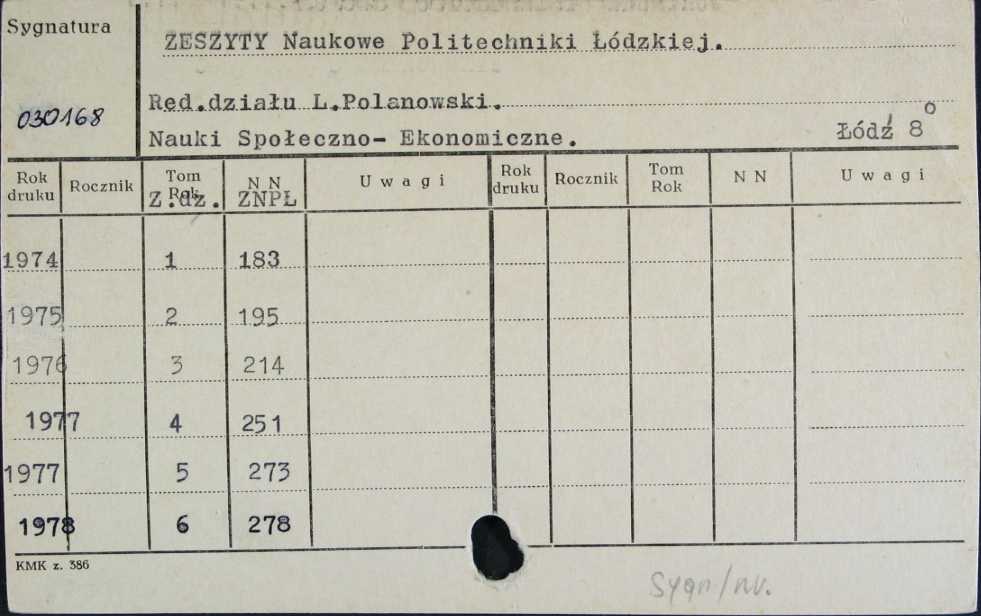 Sygnatura
ZESZYTY Naukowe Politechniki Łódzkiej.
030168
Red.działu L.Polanowski.
Nauki Społeczno- Ekonomiczne. Łódź 8°
Rok druku Rocznik Tom Rok N N U w a g i Rok druku Rocznik Tom Rok N N U w a g i
Z.dz. ZNPŁ
1974 1 183
1975 2 195
1976 3 214
1977 4 251
1977 5 273
1978 6 278
KMK z. 386
Sygn/nv.